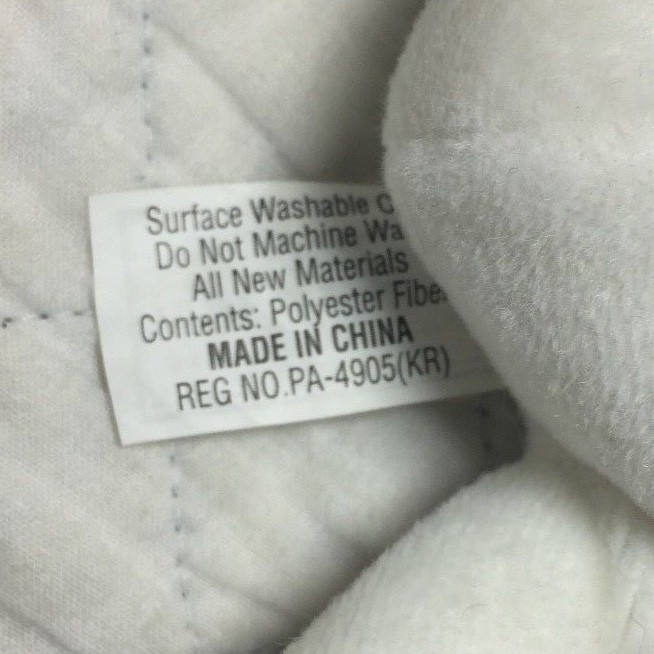 Surface Washable
Do Not Machine
All New Materials
Contents: Polyester
MADE IN CHINA
REG NO.PA-4905(KR)